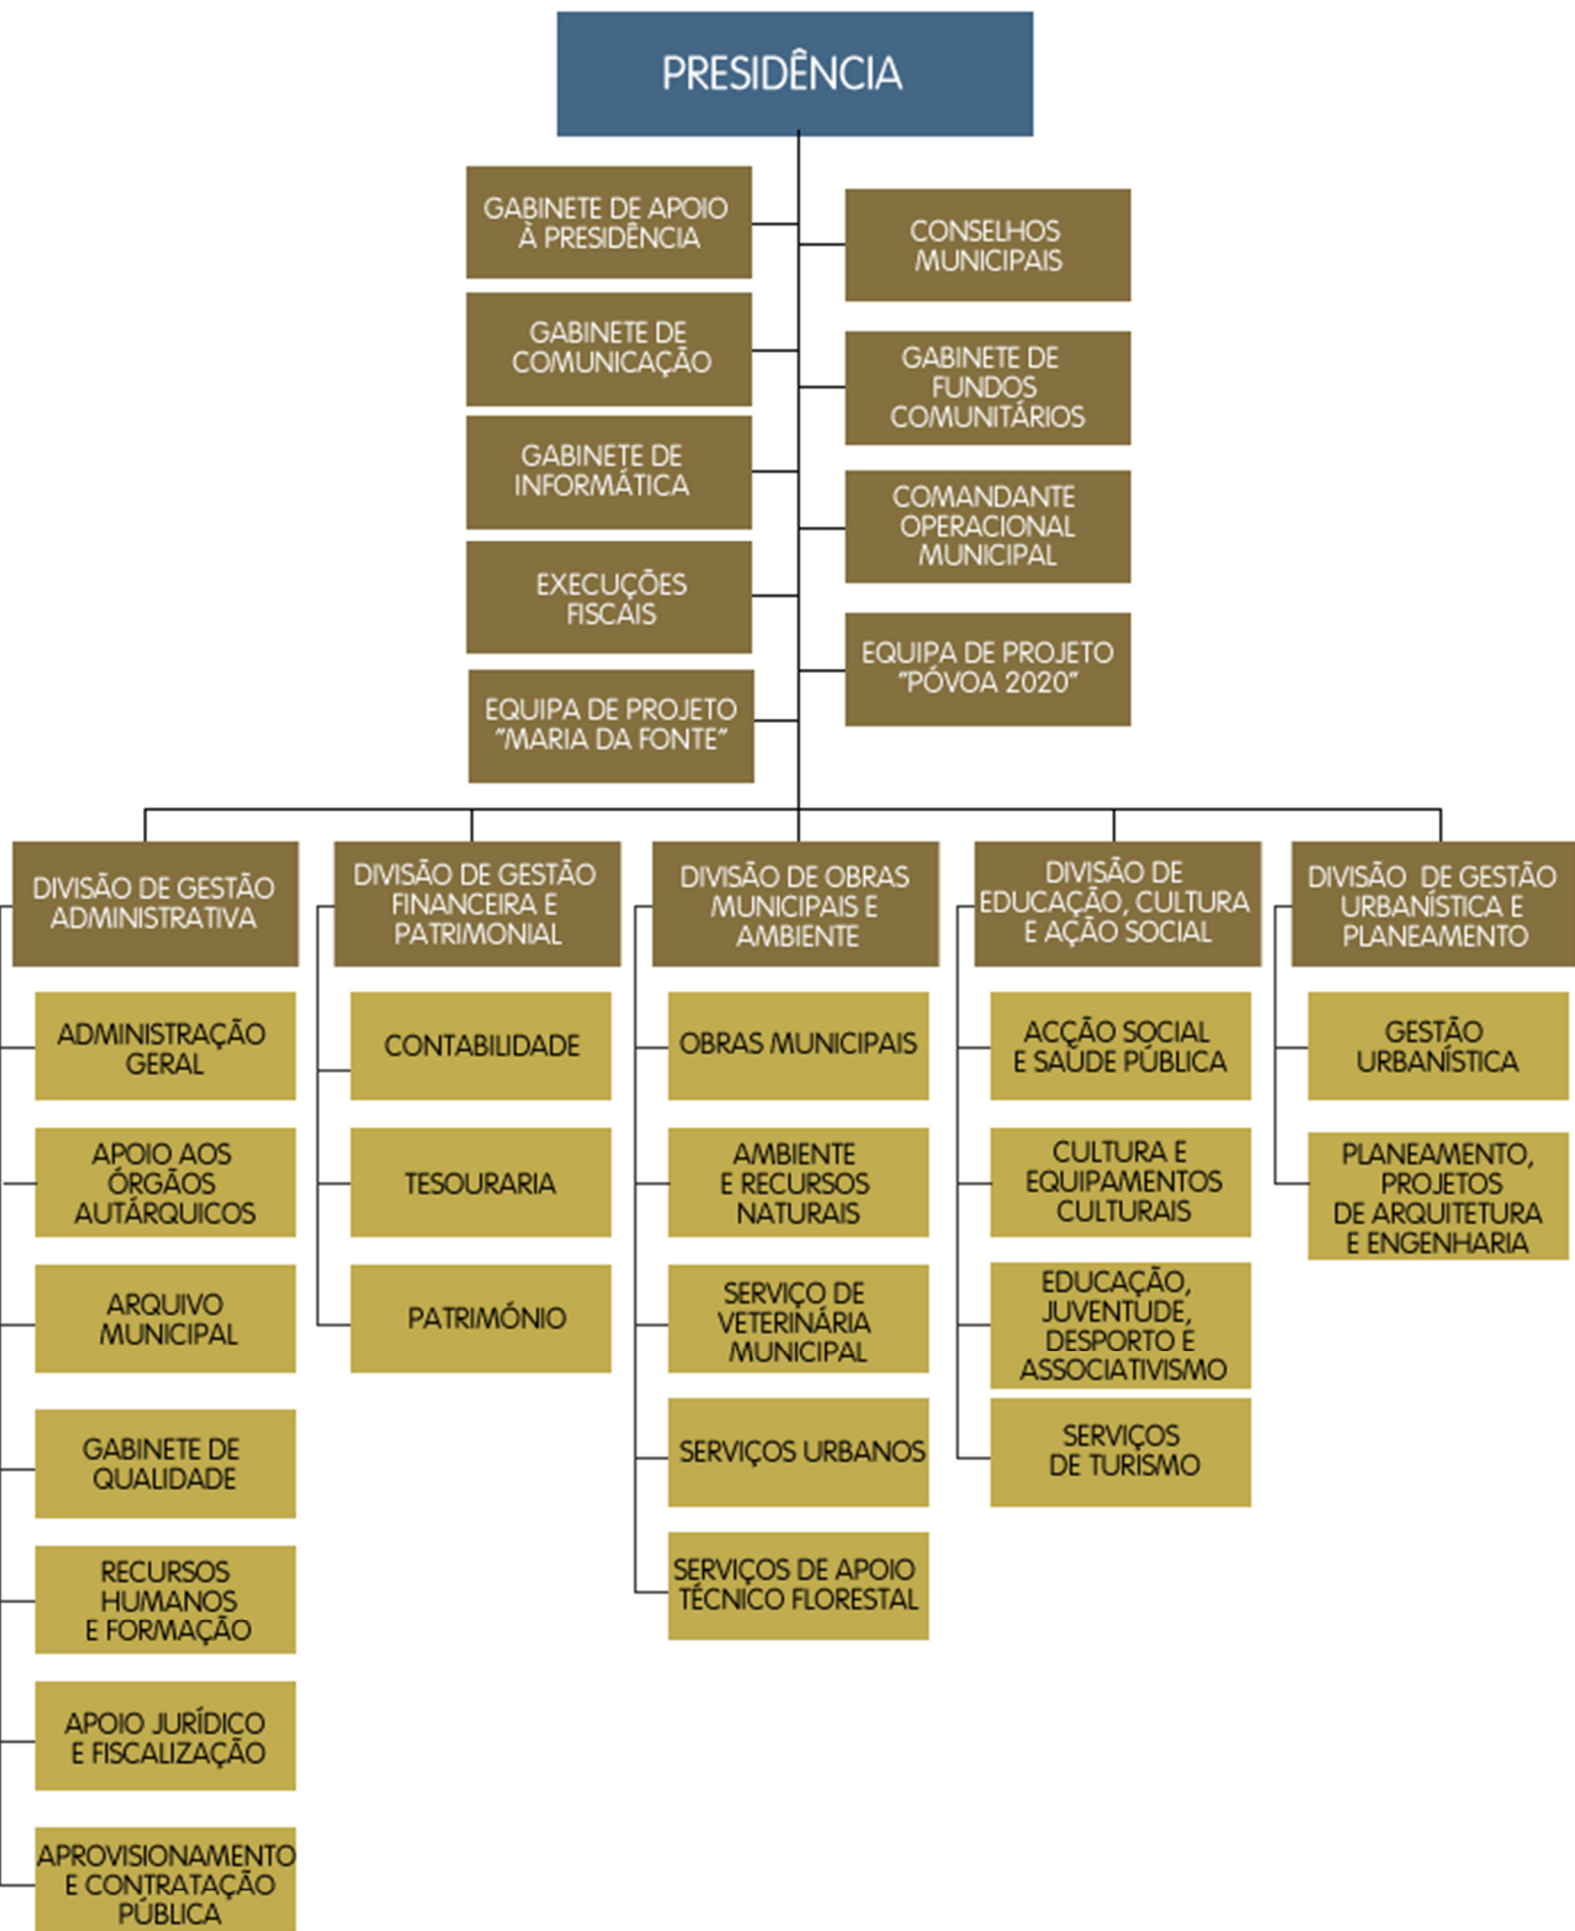 PRESIDÊNCIA
GABINETE DE APOIO
À PRESIDÊNCIA
CONSELHOS
MUNICIPAIS
GABINETE DE
COMUNICAÇÃO
GABINETE DE
FUNDOS
COMUNITÁRIOS
GABINETE DE
INFORMÁTICA
COMANDANTE
OPERACIONAL
MUNICIPAL
EXECUÇÕES
FISCAIS
EQUIPA DE PROJETO
"PÓVOA 2020"
EQUIPA DE PROJETO
"MARIA DA FONTE"
DIVISÃO DE GESTÃO
ADMINISTRATIVA
ADMINISTRAÇÃO
GERAL
APOIO AOS
ÓRGÃOS
AUTÁRQUICOS
ARQUIVO
MUNICIPAL
GABINETE DE
QUALIDADE
RECURSOS
HUMANOS
E FORMAÇÃO
APOIO JURÍDICO
E FISCALIZAÇÃO
APROVISIONAMENTO
E CONTRATAÇÃO
PÚBLICA
DIVISÃO DE GESTÃO
FINANCEIRA E
PATRIMONIAL
CONTABILIDADE
TESOURARIA
PATRIMÓNIO
DIVISÃO DE OBRAS
MUNICIPAIS E
AMBIENTE
OBRAS MUNICIPAIS
AMBIENTE
E RECURSOS
NATURAIS
SERVIÇO DE
VETERINÁRIA
MUNICIPAL
SERVIÇOS URBANOS
SERVIÇOS DE APOIO
TÉCNICO FLORESTAL
DIVISÃO DE
EDUCAÇÃO, CULTURA
E AÇÃO SOCIAL
ACÇÃO SOCIAL
E SAÚDE PÚBLICA
CULTURA E
EQUIPAMENTOS
CULTURAIS
EDUCAÇÃO,
JUVENTUDE,
DESPORTO E
ASSOCIATIVISMO
SERVIÇOS
DE TURISMO
DIVISÃO DE GESTÃO
URBANÍSTICA E
PLANEAMENTO
GESTÃO
URBANÍSTICA
PLANEAMENTO,
PROJETOS
DE ARQUITETURA
E ENGENHARIA